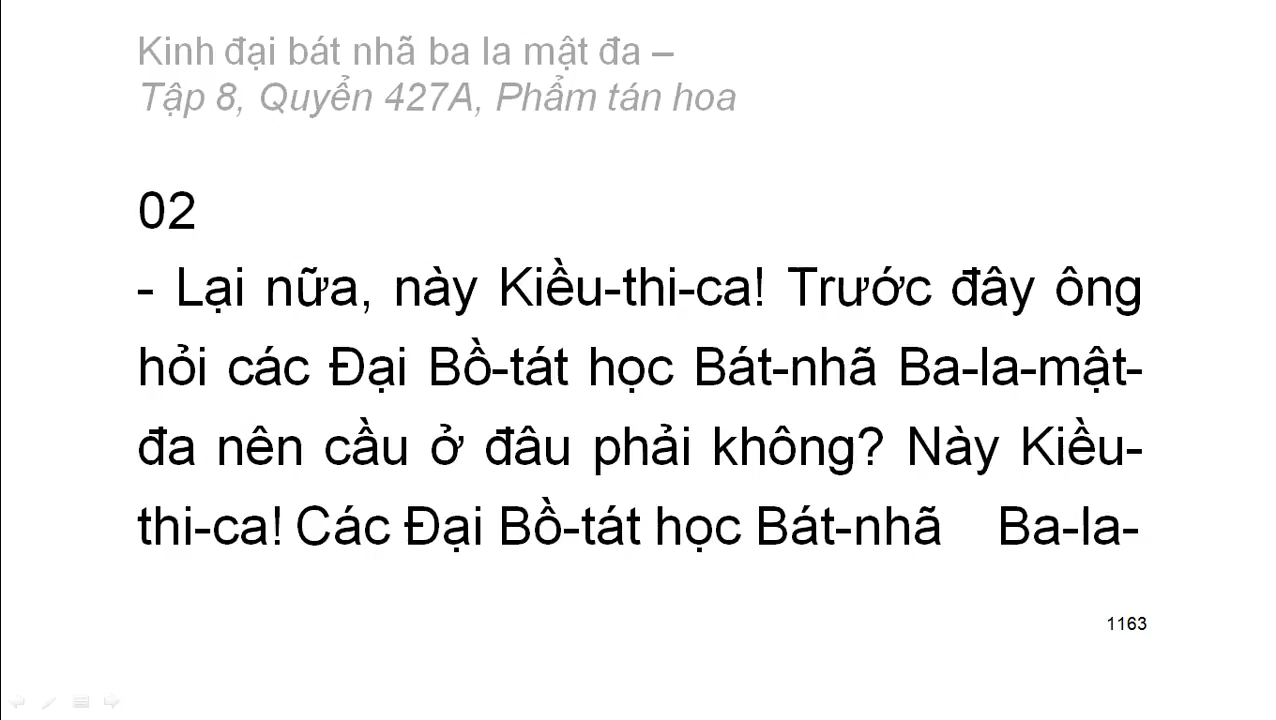 Kinh đại bát nhã ba la mật đa –
Tập 8, Quyển 427A, Phẩm tán hoa
02
- Lại nữa, này Kiều-thi-ca! Trước đây ông
hỏi các Đại Bồ-tát học Bát-nhã Ba-la-mật-
đa nên cầu ở đâu phải không? Này Kiều-
thi-ca! Các Đại Bồ-tát học Bát-nhã Ba-la-
1163